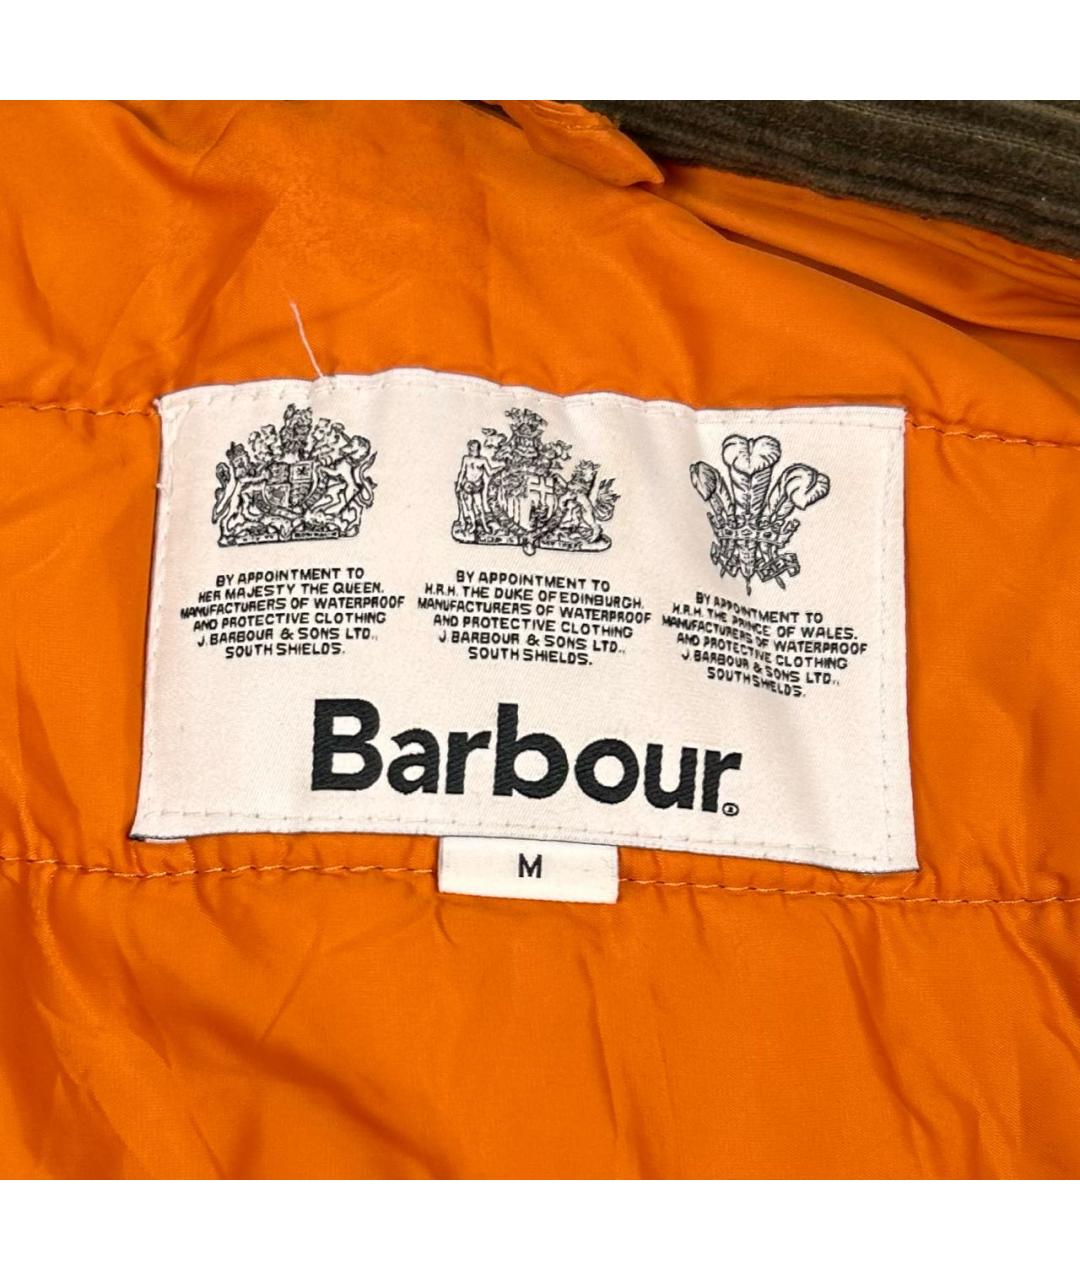 BY APPOINTMENT TO
HER MAJESTY THE QUEEN.
MANUFACTURERS OF WATERPROOF
AND PROTECTIVE CLOTHING
J. BARBOUR & SONS LTD.,
SOUTH SHIELDS.
BY APPOINTMENT TO
H.R.H. THE DUKE OF EDINBURGH.
MANUFACTURERS OF WATERPROOF
AND PROTECTIVE CLOTHING
J. BARBOUR & SONS LTD.,
SOUTH SHIELDS.
BY APPOINTMENT TO
H.R.H. THE PRINCE OF WALES.
MANUFACTURERS OF WATERPROOF
AND PROTECTIVE CLOTHING
J. BARBOUR & SONS LTD.,
SOUTH SHIELDS.
Barbour®
M